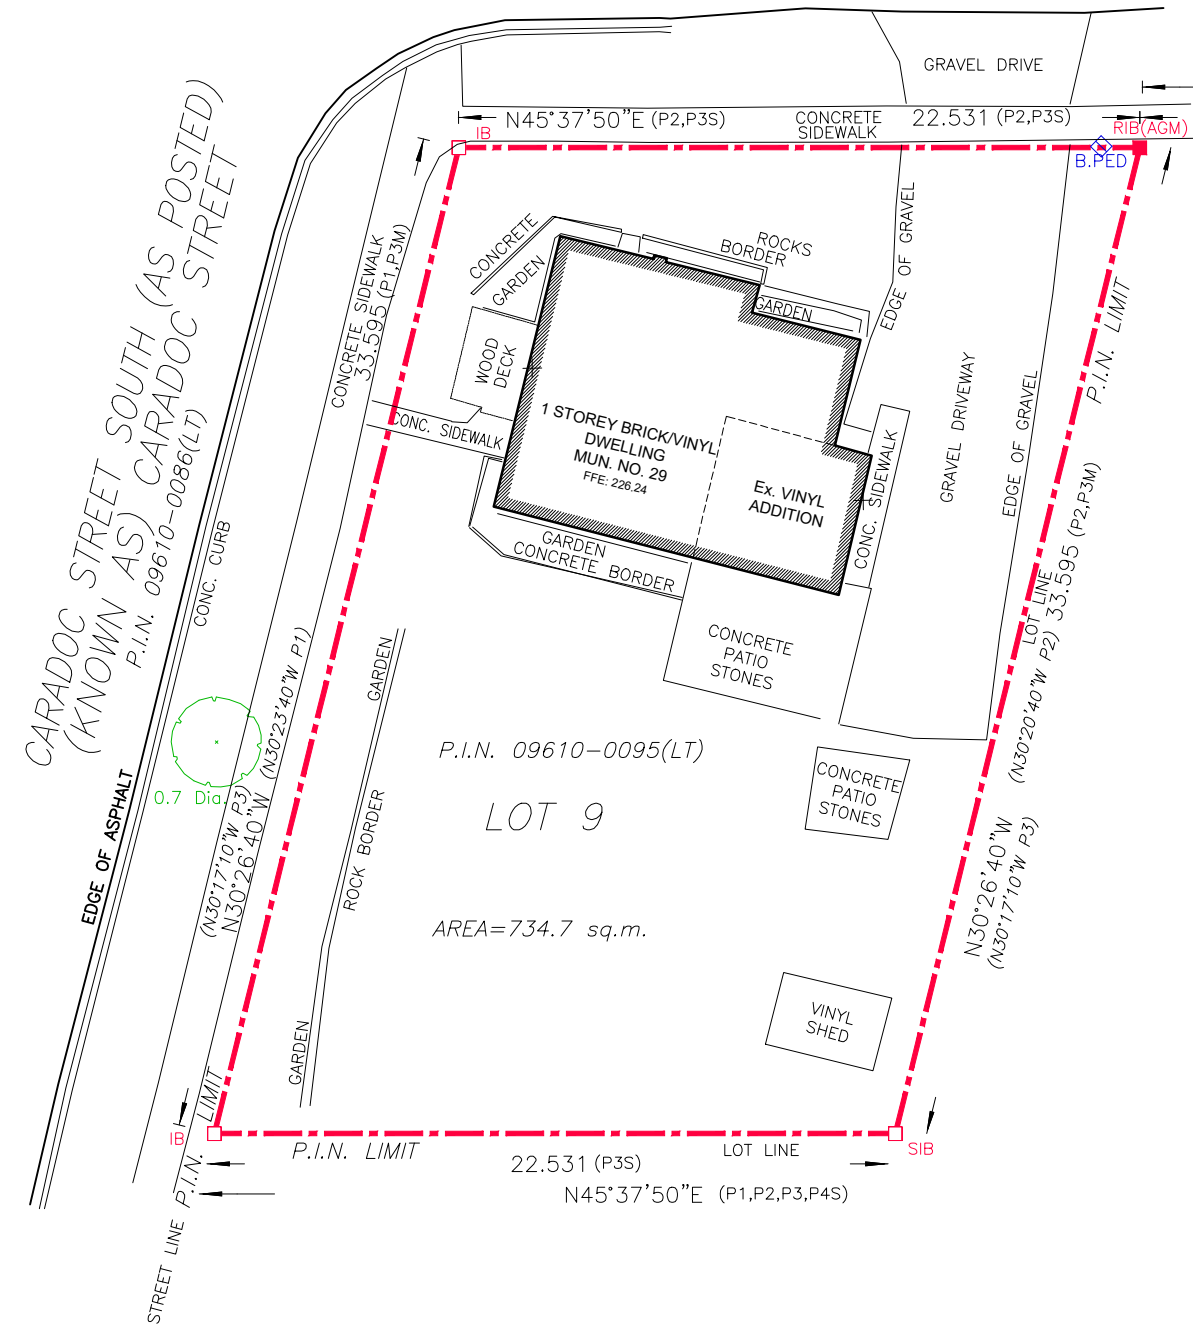 GRAVEL DRIVE
N45°37'50"E (P2,P3S)
CONCRETE
SIDEWALK
22.531 (P2,P3S)
IB
RIB(AGM)
B.PED
CARADOC STREET SOUTH (AS POSTED)
(KNOWN AS) CARADOC STREET
P.I.N. 09610-0086(LT)
CONCRETE SIDEWALK
33.595 (P1,P3M)
CONCRETE
GARDEN
ROCKS
BORDER
GARDEN
EDGE OF GRAVEL
P.I.N. LIMIT
WOOD
DECK
CONC. SIDEWALK
1 STOREY BRICK/VINYL
DWELLING
MUN. NO. 29
FFE: 226.24
Ex. VINYL
ADDITION
CONC. SIDEWALK
GRAVEL DRIVEWAY
EDGE OF GRAVEL
GARDEN
CONCRETE BORDER
CONC. CURB
LOT LINE
33.595 (P2,P3M)
(N30°20'40"W P2)
CONCRETE
PATIO
STONES
GARDEN
(N30°23'40"W P1)
P.I.N. 09610-0095(LT)
CONCRETE
PATIO
STONES
0.7 Dia.
LOT 9
EDGE OF ASPHALT
(N30°17'10"W P3)
N30°26'40"W
ROCK BORDER
N30°26'40"W
(N30°17'10"W P3)
AREA=734.7 sq.m.
VINYL
SHED
GARDEN
IB
SIB
P.I.N. LIMIT
LOT LINE
22.531 (P3S)
N45°37'50"E (P1,P2,P3,P4S)
STREET LINE P.I.N. LIMIT